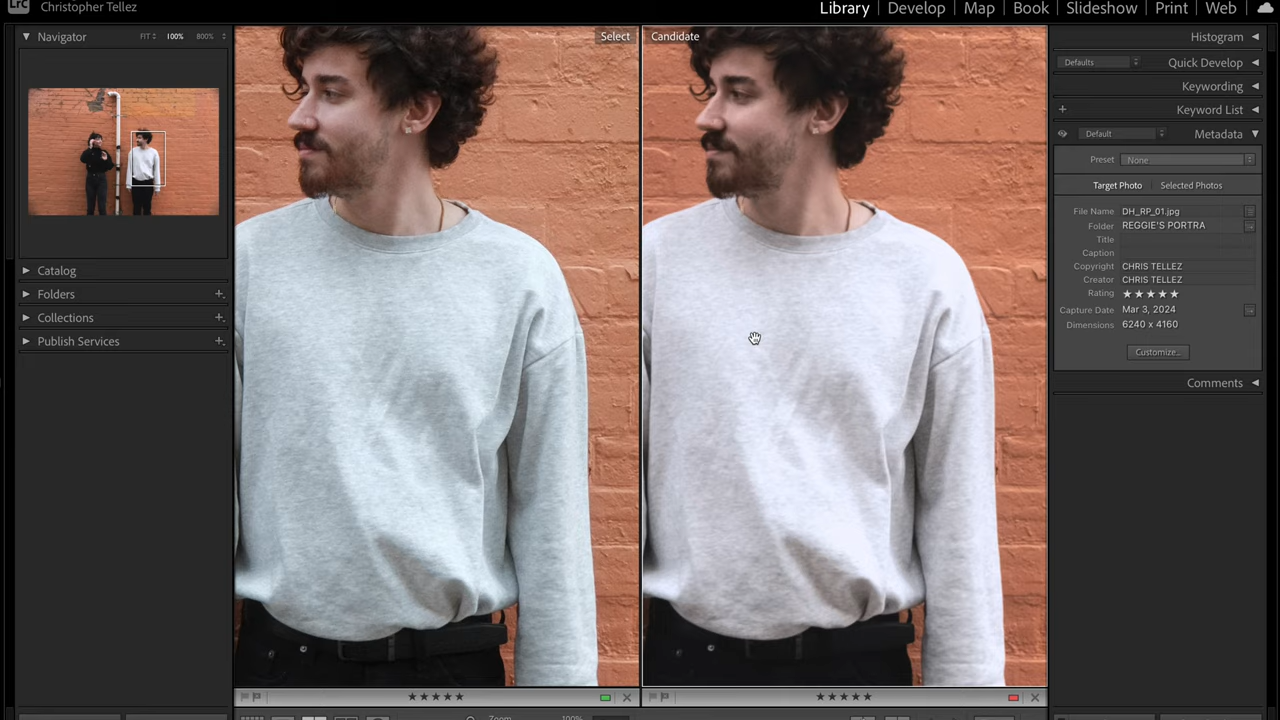 LrC Christopher Tellez
Library | Develop | Map | Book | Slideshow | Print | Web
Navigator FIT 100% 800%
Catalog
Folders
Collections
Publish Services
Select
Candidate
Histogram
Defaults Quick Develop
Keywording
Keyword List
Default Metadata
Preset None
Target Photo Selected Photos
File Name DH_RP_01.jpg
Folder REGGIE'S PORTRA
Title
Caption
Copyright CHRIS TELLEZ
Creator CHRIS TELLEZ
Rating ★★★★★
Capture Date Mar 3, 2024
Dimensions 6240 x 4160
Customize...
Comments
★★★★★
★★★★★
Zoom 100%